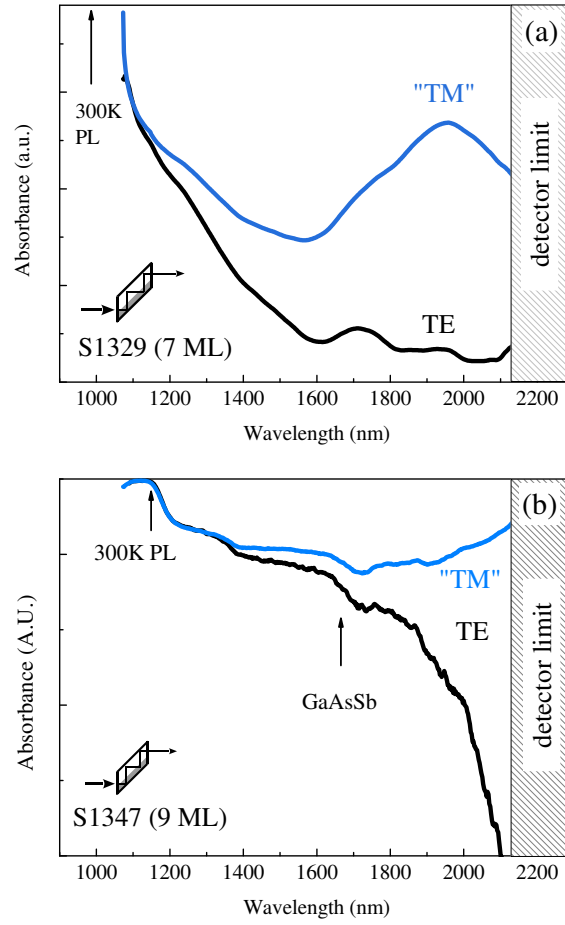 (a)
"TM"
300K
PL
Absorbance (a.u.)
detector limit
TE
S1329 (7 ML)
1000 1200 1400 1600 1800 2000 2200
Wavelength (nm)
(b)
300K PL
"TM"
TE
Absorbance (A.U.)
detector limit
GaAsSb
S1347 (9 ML)
1000 1200 1400 1600 1800 2000 2200
Wavelength (nm)